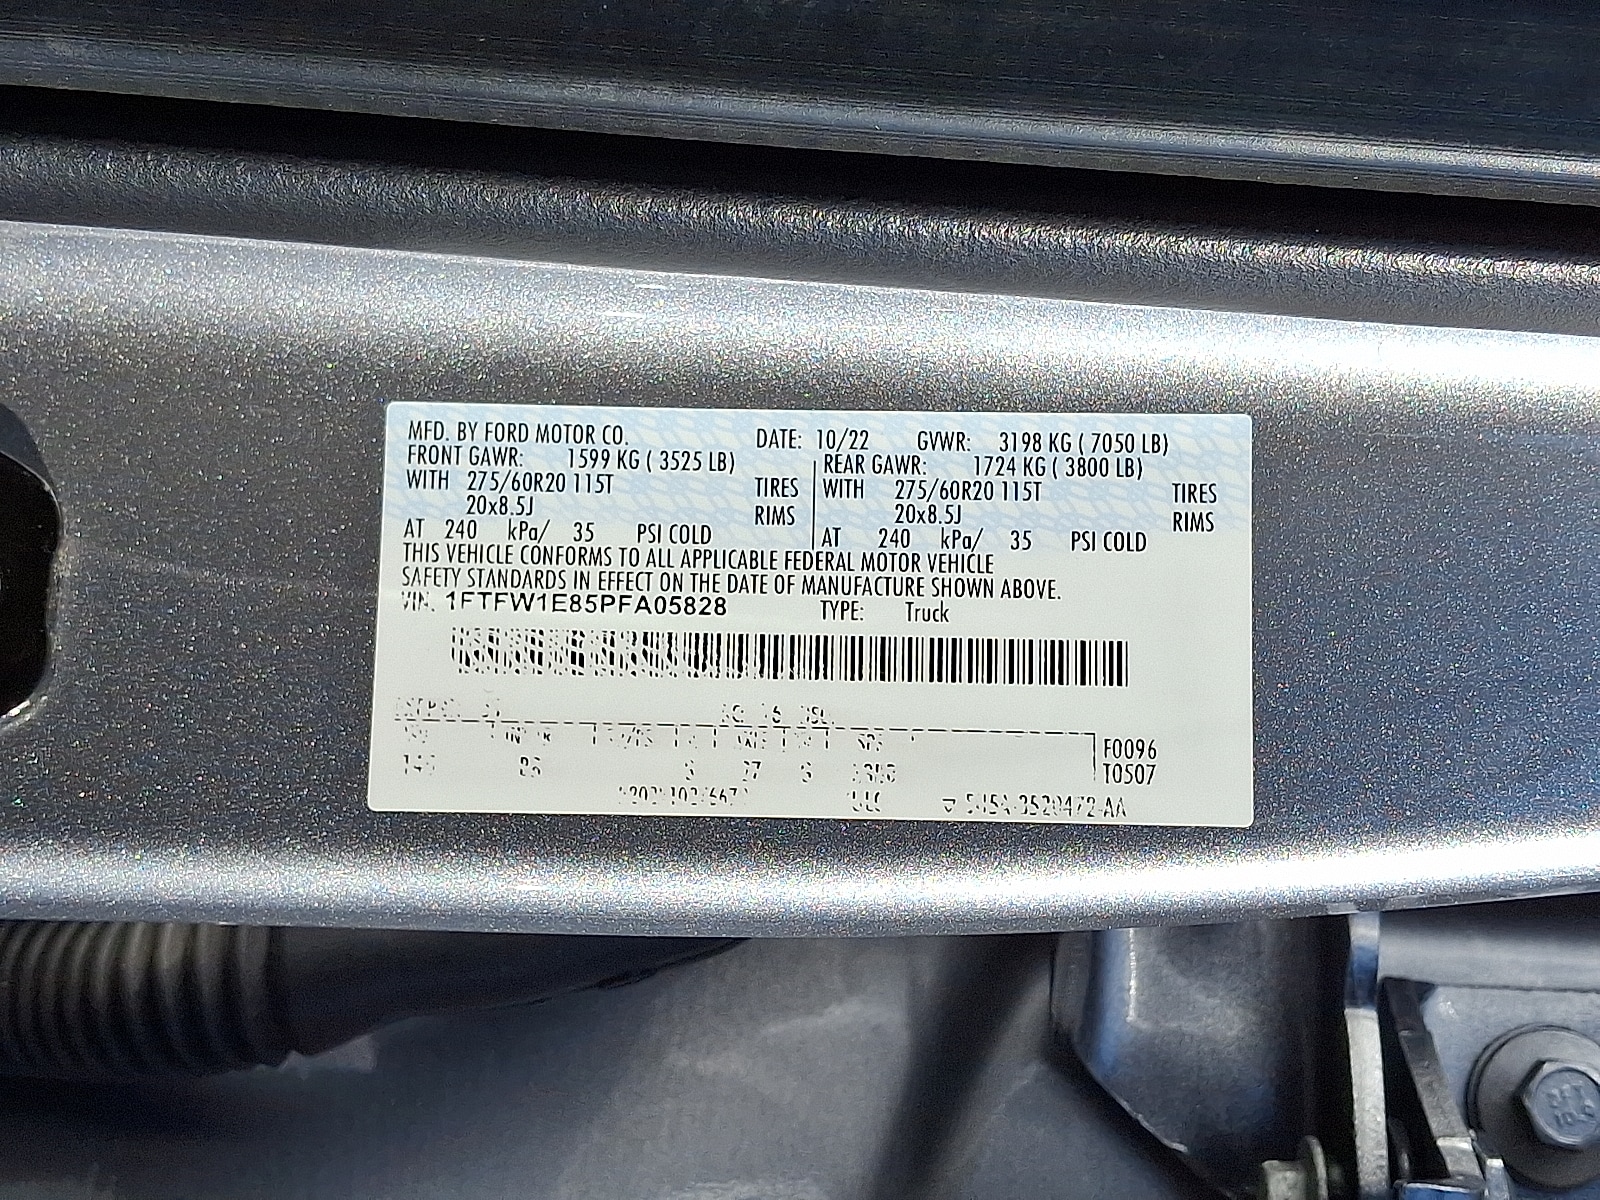 MFD. BY FORD MOTOR CO. DATE: 10/22 GVWR: 3198 KG ( 7050 LB)
FRONT GAWR: 1599 KG ( 3525 LB) REAR GAWR: 1724 KG ( 3800 LB)
WITH 275/60R20 115T TIRES WITH 275/60R20 115T TIRES
20x8.5J RIMS 20x8.5J RIMS
AT 240 kPa/ 35 PSI COLD AT 240 kPa/ 35 PSI COLD
THIS VEHICLE CONFORMS TO ALL APPLICABLE FEDERAL MOTOR VEHICLE
SAFETY STANDARDS IN EFFECT ON THE DATE OF MANUFACTURE SHOWN ABOVE.
VIN: 1FTFW1E85PFA05828 TYPE: Truck
F0096
T0507